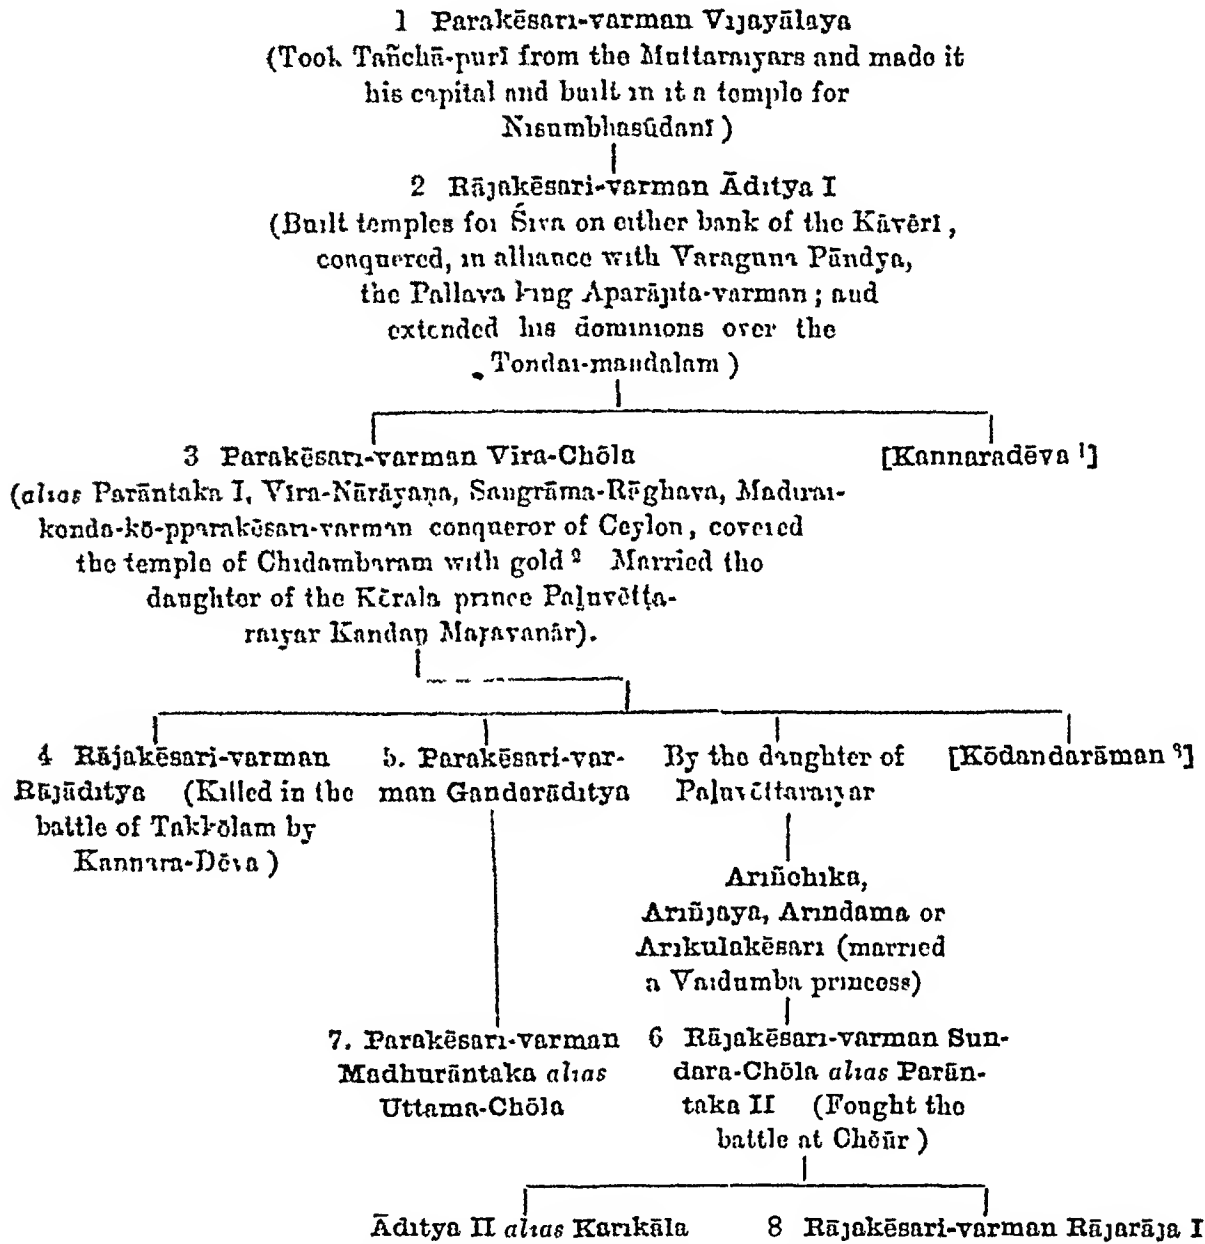 1 Parakēsari-varman Vijayālaya
(Took Tañchā-purī from the Muttaraiyars and made it
his capital and built in it a temple for
Nisumbhasūdanī )
2 Rājakēsari-varman Āditya I
(Built temples for Śiva on either bank of the Kāvērī ,
conquered, in alliance with Varaguna Pāndya,
the Pallava king Aparājita-varman ; and
extended his dominions over the
Tondai-mandalam )
3 Parakēsari-varman Vīra-Chōla
[Kannaradēva ¹]
(alias Parāntaka I, Vīra-Nārāyaṇa, Sangrāma-Rāghava, Madirai-
konda-kō-pparakēsari-varman conqueror of Ceylon , covered
the temple of Chidambaram with gold ² Married the
daughter of the Kērala prince Paḻuvēṭṭa-
raiyar Kandaṉ Maṟavanār).
4 Rājakēsari-varman
Rājāditya (Killed in the
battle of Takkōlam by
Kannara-Dēva )
5. Parakēsari-var-
man Gandarāditya
By the daughter of
Paḻuvēttaraiyar
[Kōdandarāman ³]
Ariñchika,
Ariñjaya, Arindama or
Arikulakēsari (married
a Vaidumba princess)
7. Parakēsari-varman
Madhurāntaka alias
Uttama-Chōla
6 Rājakēsari-varman Sun-
dara-Chōla alias Parān-
taka II (Fought the
battle at Chēūr )
Āditya II alias Karikāla
8 Rājakēsari-varman Rājarāja I